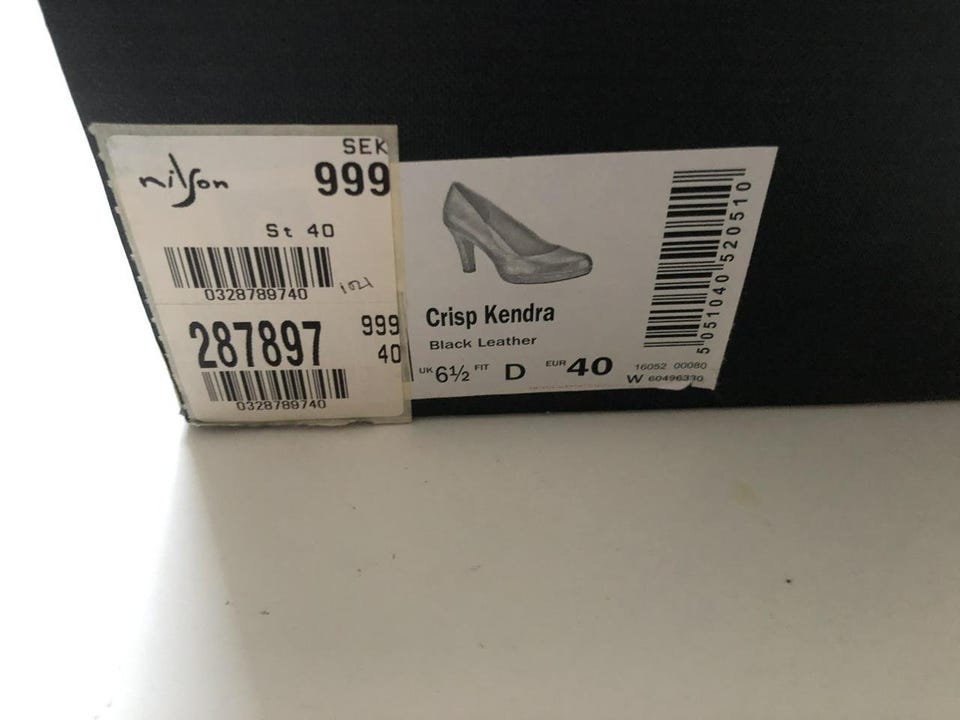 SEK
nilson
999
St 40
0328789740
287897
999
40
0328789740
Crisp Kendra
Black Leather
UK 6½ FIT D EUR 40
16052 00080
W 60496330
5 051040 520510